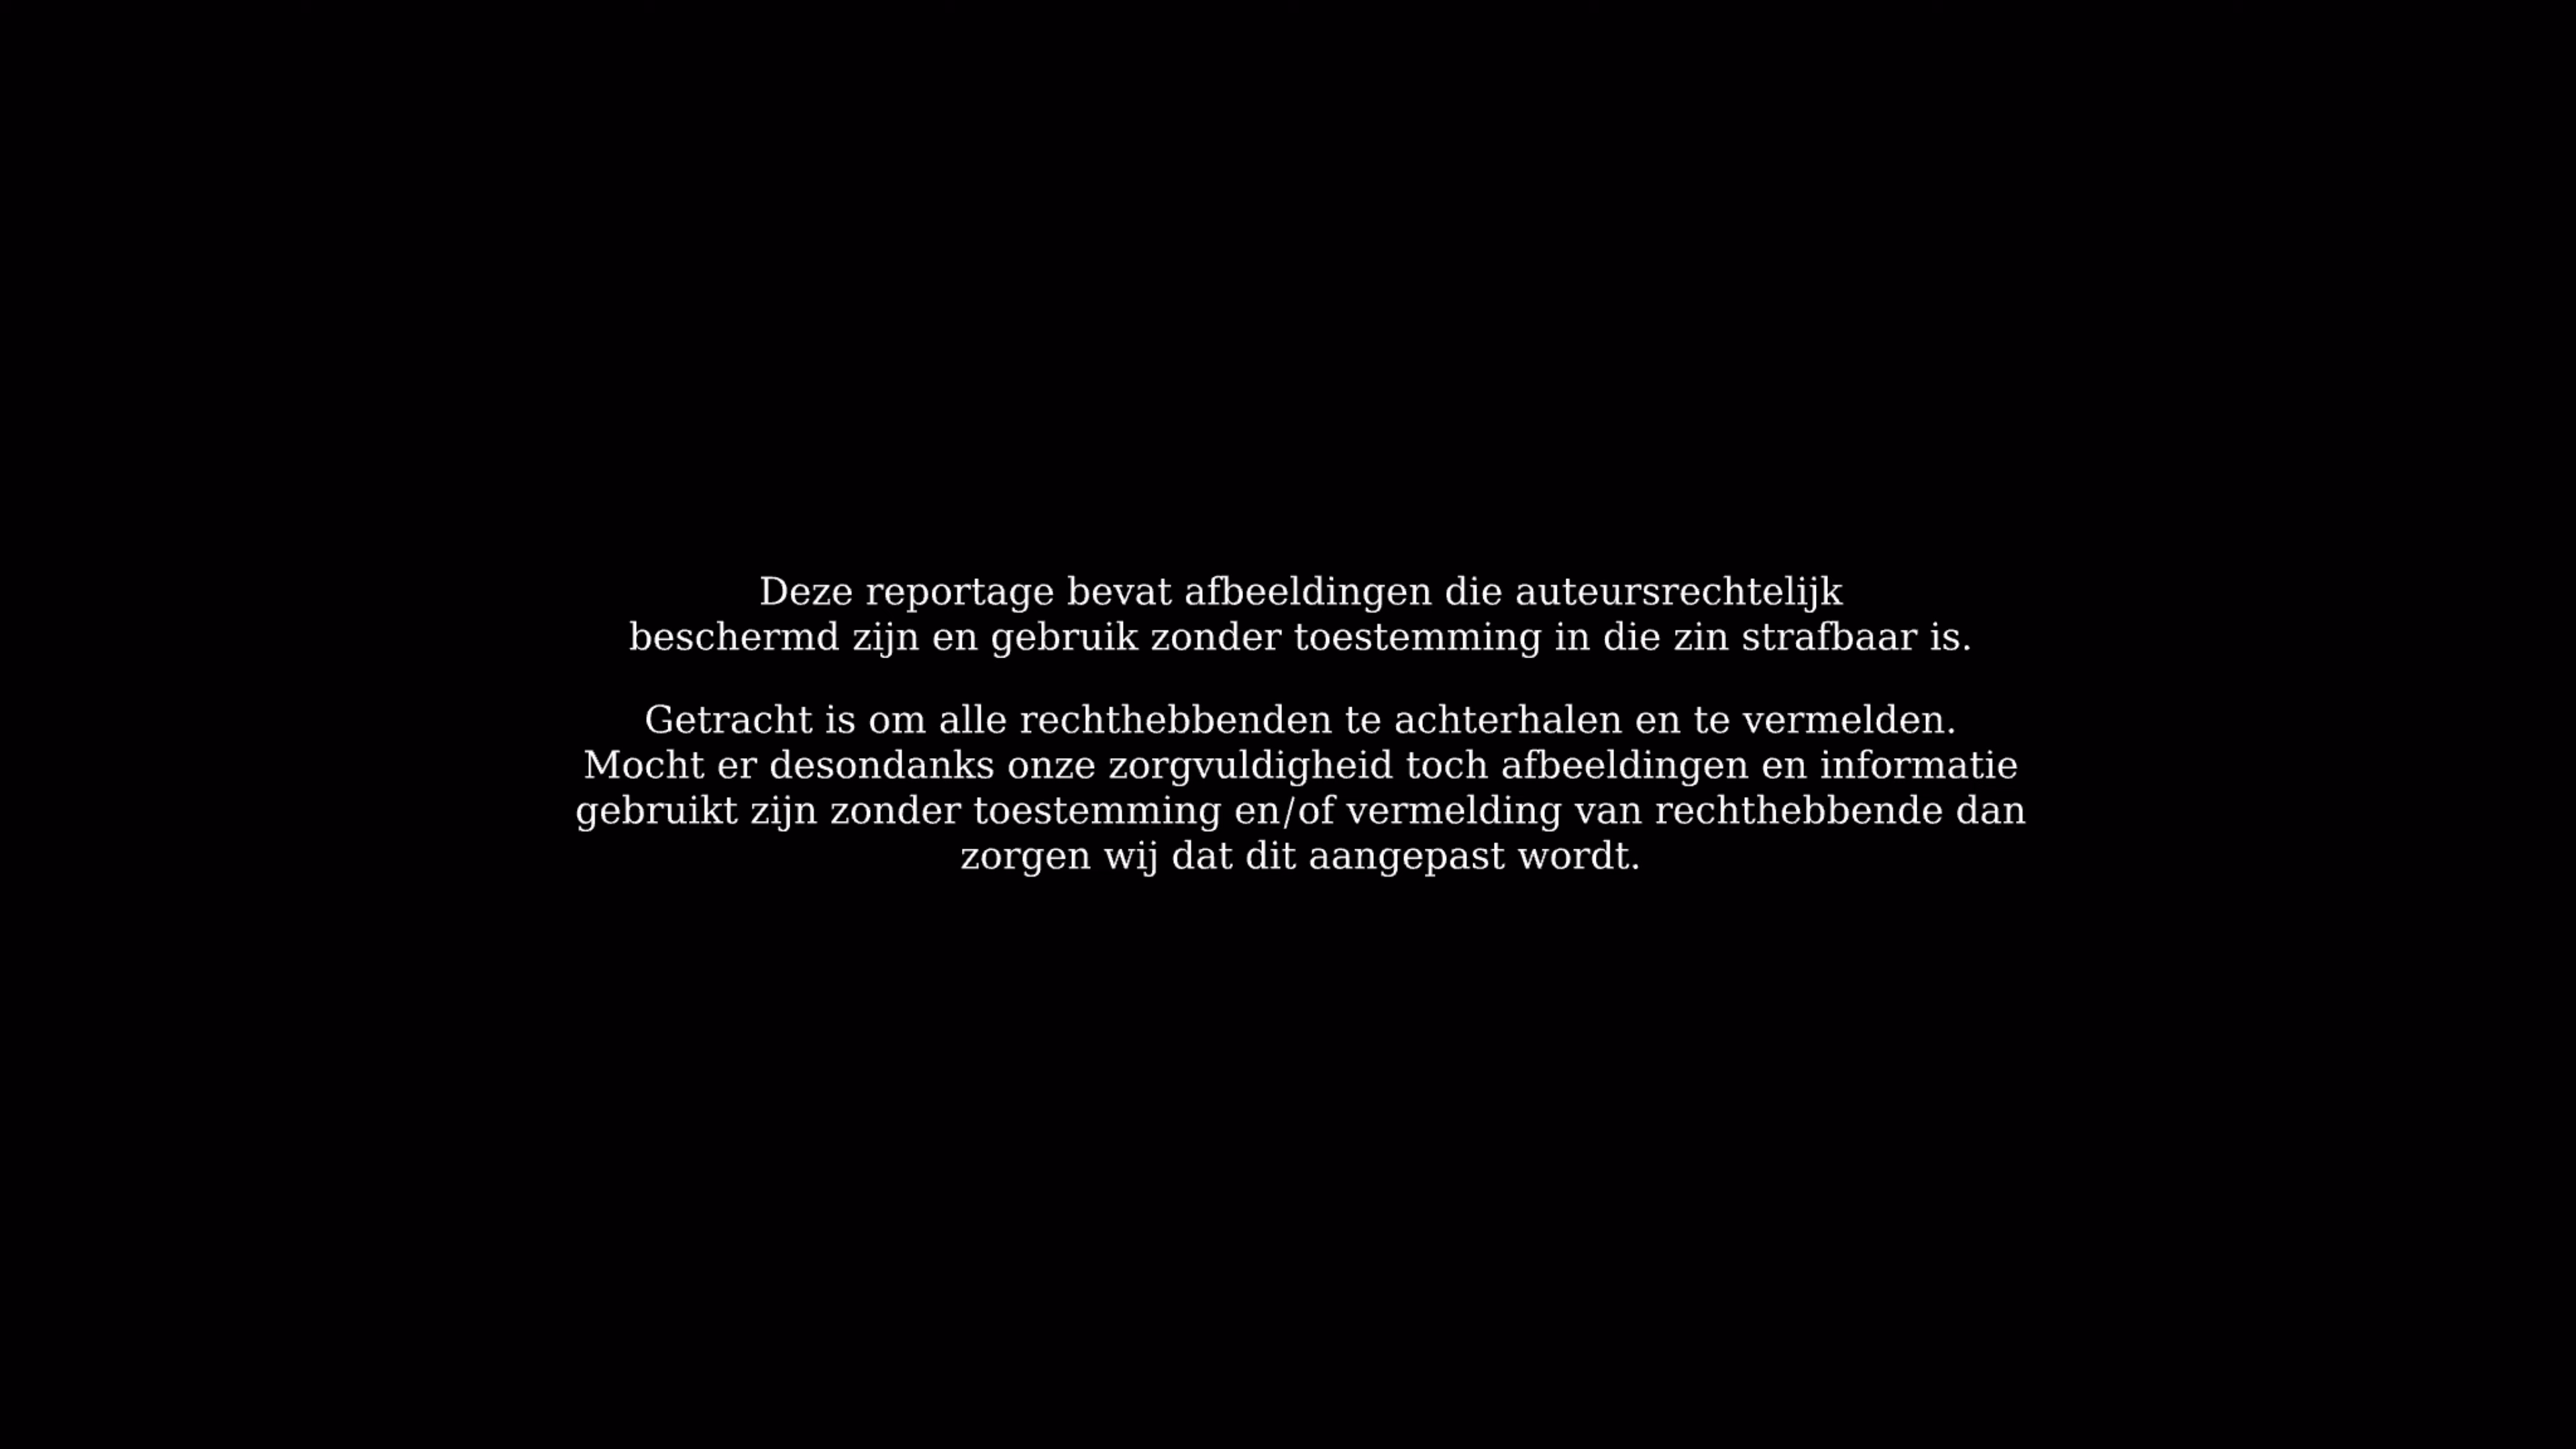 Deze reportage bevat afbeeldingen die auteursrechtelijk
beschermd zijn en gebruik zonder toestemming in die zin strafbaar is.
Getracht is om alle rechthebbenden te achterhalen en te vermelden.
Mocht er desondanks onze zorgvuldigheid toch afbeeldingen en informatie
gebruikt zijn zonder toestemming en/of vermelding van rechthebbende dan
zorgen wij dat dit aangepast wordt.